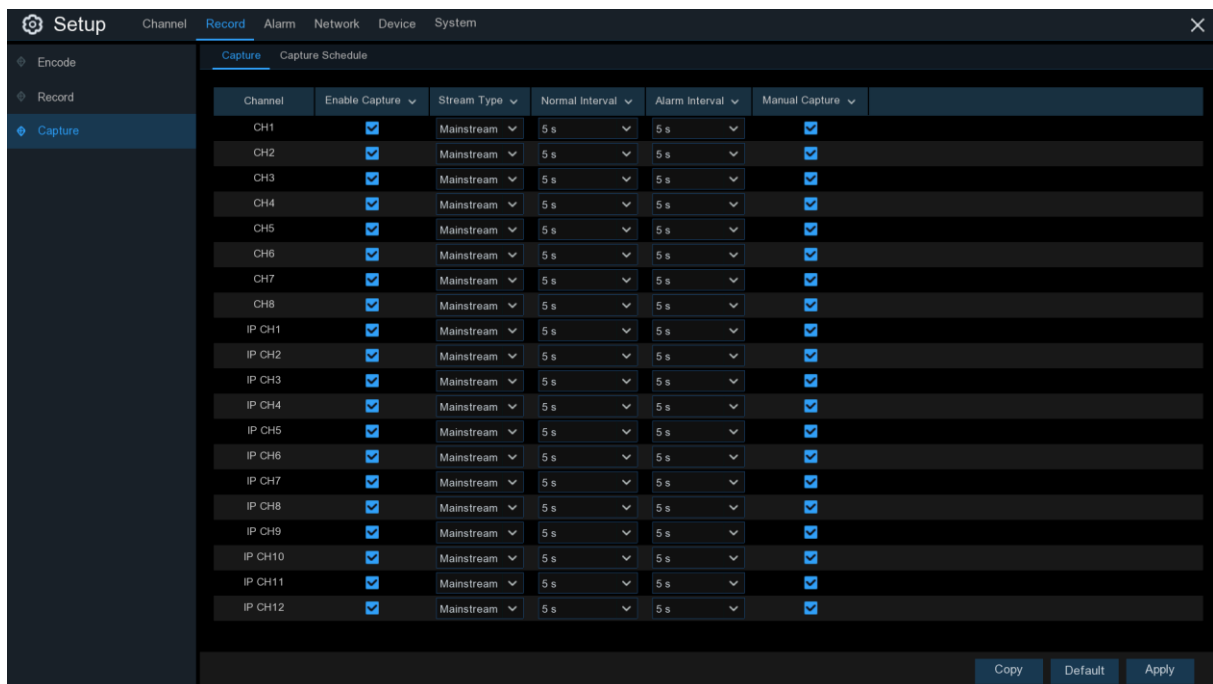 Setup Channel Record Alarm Network Device System
Encode
Record
Capture
Capture Capture Schedule
Channel Enable Capture Stream Type Normal Interval Alarm Interval Manual Capture
CH1 Mainstream 5 s 5 s
CH2 Mainstream 5 s 5 s
CH3 Mainstream 5 s 5 s
CH4 Mainstream 5 s 5 s
CH5 Mainstream 5 s 5 s
CH6 Mainstream 5 s 5 s
CH7 Mainstream 5 s 5 s
CH8 Mainstream 5 s 5 s
IP CH1 Mainstream 5 s 5 s
IP CH2 Mainstream 5 s 5 s
IP CH3 Mainstream 5 s 5 s
IP CH4 Mainstream 5 s 5 s
IP CH5 Mainstream 5 s 5 s
IP CH6 Mainstream 5 s 5 s
IP CH7 Mainstream 5 s 5 s
IP CH8 Mainstream 5 s 5 s
IP CH9 Mainstream 5 s 5 s
IP CH10 Mainstream 5 s 5 s
IP CH11 Mainstream 5 s 5 s
IP CH12 Mainstream 5 s 5 s
Copy Default Apply